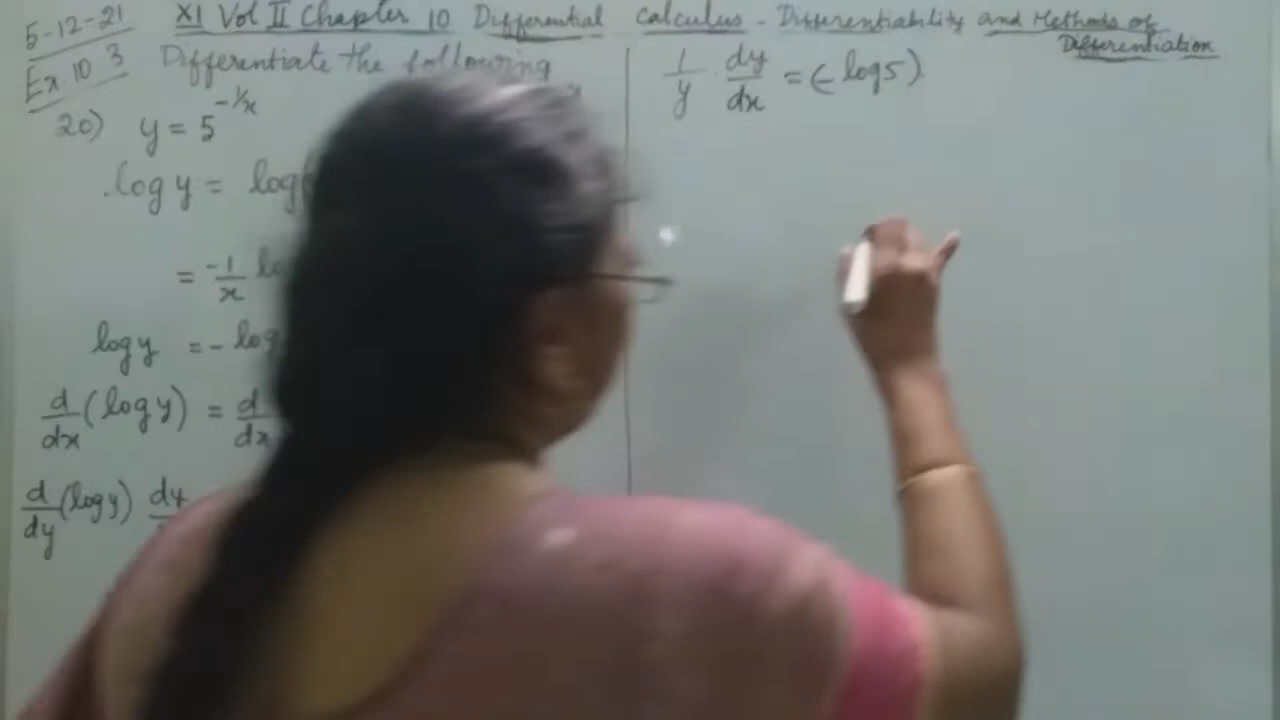 5-12-21
XI Vol II Chapter 10 Differential Calculus - Differentiability and Methods of
Differentiation
Ex. 10 3
Differentiate the following
20) y = 5^{-1/x}
log y = log
= -1/x lo
log y = - log
d/dx (log y) = d/dx
d/dy (log y) dy
1/y . dy/dx = (- log 5)